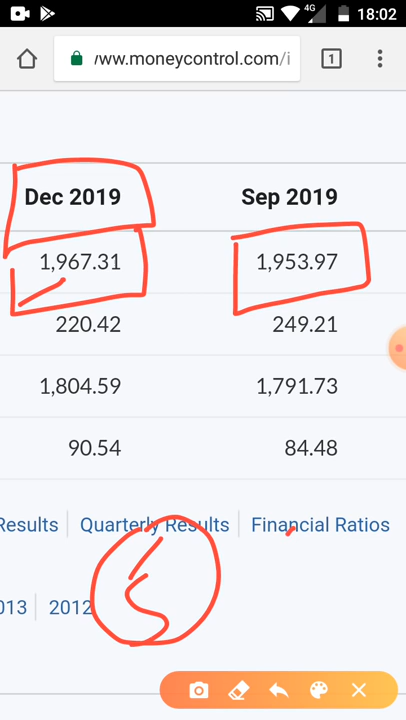 4G 18:02
/ww.moneycontrol.com/i 1
Dec 2019 Sep 2019
1,967.31 1,953.97
220.42 249.21
1,804.59 1,791.73
90.54 84.48
Results Quarterly Results Financial Ratios
013 2012